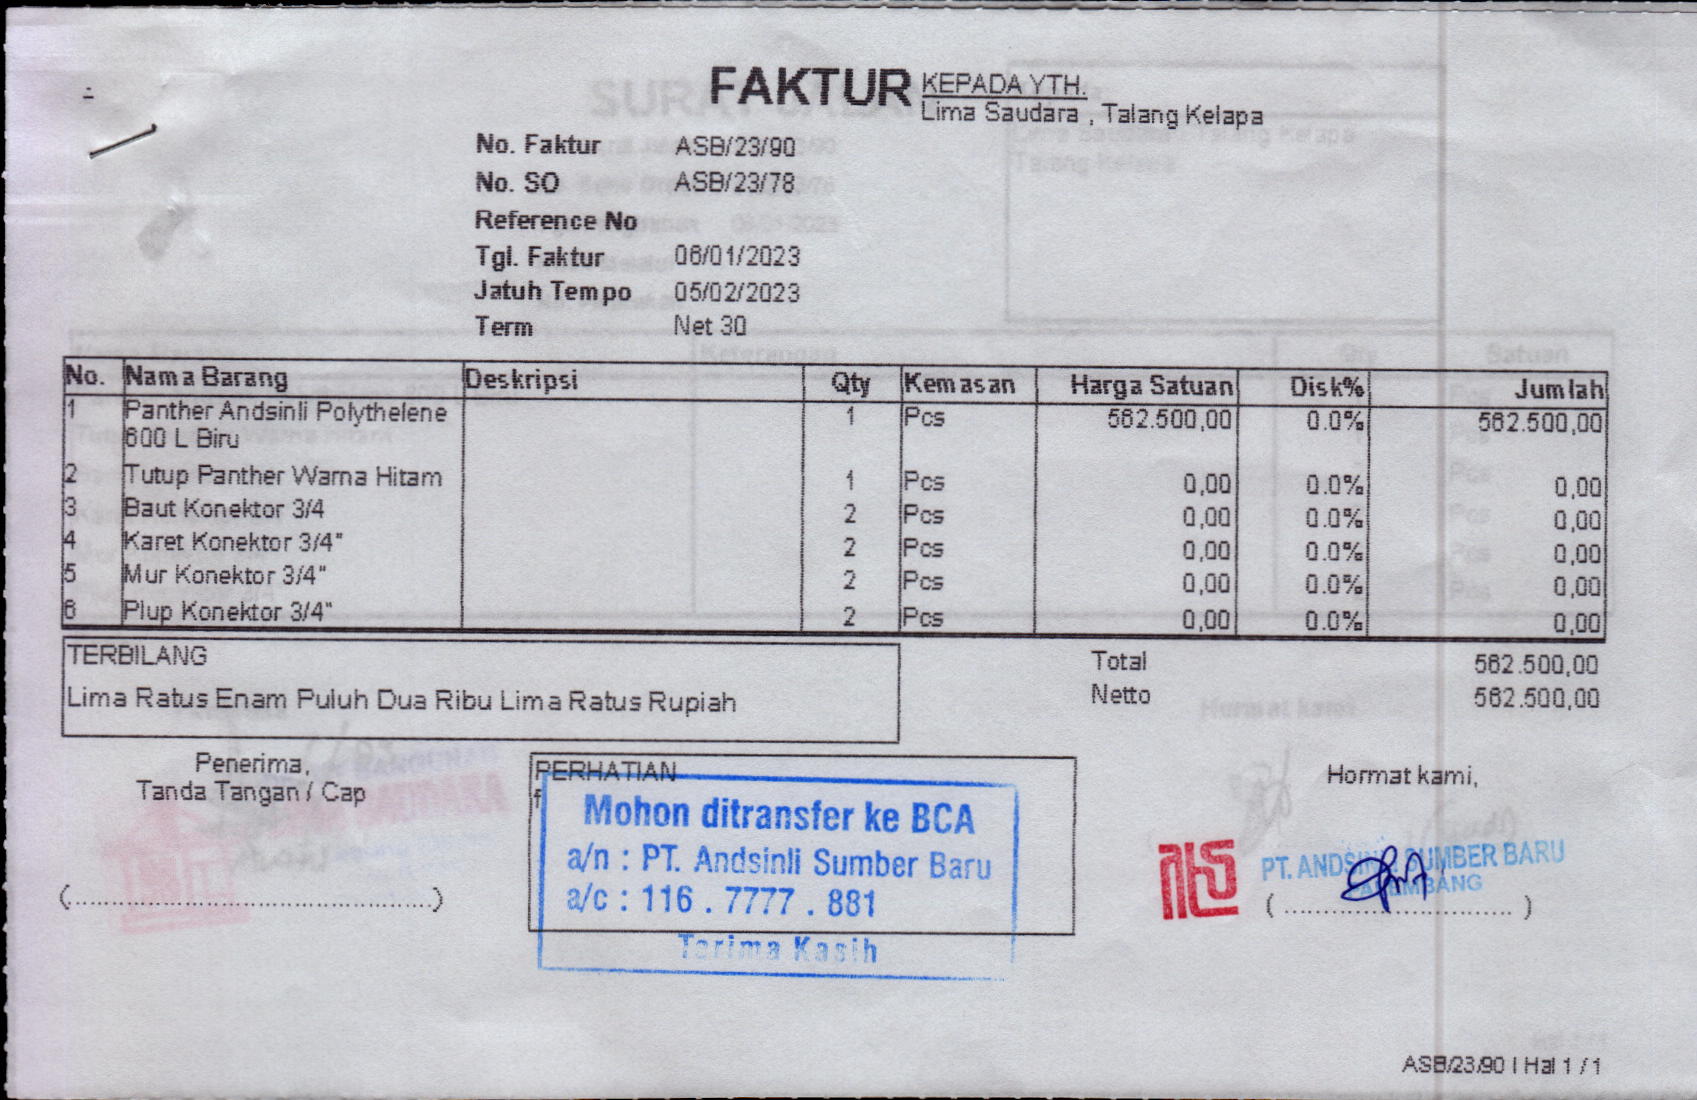 FAKTUR
KEPADA YTH.
Lima Saudara , Talang Kelapa
No. Faktur ASB/23/90
No. SO ASB/23/78
Reference No
Tgl. Faktur 06/01/2023
Jatuh Tempo 05/02/2023
Term Net 30
No. Nama Barang Deskripsi Qty Kemasan Harga Satuan Disk% Jumlah
1 Panther Andsinli Polythelene 1 Pcs 562.500,00 0.0% 562.500,00
600 L Biru
2 Tutup Panther Warna Hitam 1 Pcs 0,00 0.0% 0,00
3 Baut Konektor 3/4 2 Pcs 0,00 0.0% 0,00
4 Karet Konektor 3/4" 2 Pcs 0,00 0.0% 0,00
5 Mur Konektor 3/4" 2 Pcs 0,00 0.0% 0,00
6 Plup Konektor 3/4" 2 Pcs 0,00 0.0% 0,00
TERBILANG
Lima Ratus Enam Puluh Dua Ribu Lima Ratus Rupiah
Total 562.500,00
Netto 562.500,00
Penerima,
Tanda Tangan / Cap
(........................................)
PERHATIAN
Mohon ditransfer ke BCA
a/n : PT. Andsinli Sumber Baru
a/c : 116 . 7777 . 881
Terima Kasih
Hormat kami,
PT. ANDSINLI SUMBER BARU
PALEMBANG
( .............................. )
ASB/23/90 | Hal 1 / 1